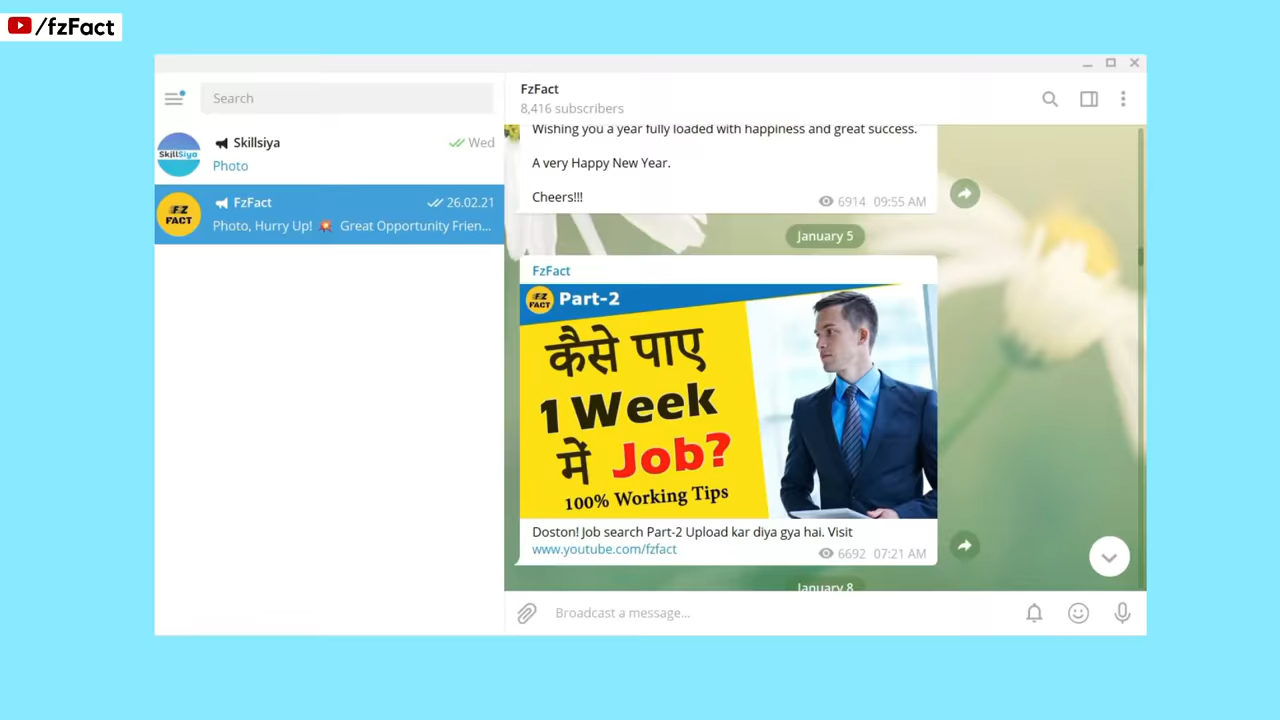 /fzFact
Search
Skillsiya
Wed
SkillSiya
Photo
FzFact
26.02.21
FZ
FACT
Photo, Hurry Up! 💥 Great Opportunity Frien...
FzFact
8,416 subscribers
Wishing you a year fully loaded with happiness and great success.
A very Happy New Year.
Cheers!!!
6914 09:55 AM
January 5
FzFact
FZ
FACT
Part-2
कैसे पाए
1 Week
में Job?
100% Working Tips
Doston! Job search Part-2 Upload kar diya gya hai. Visit
www.youtube.com/fzfact
6692 07:21 AM
January 8
Broadcast a message...